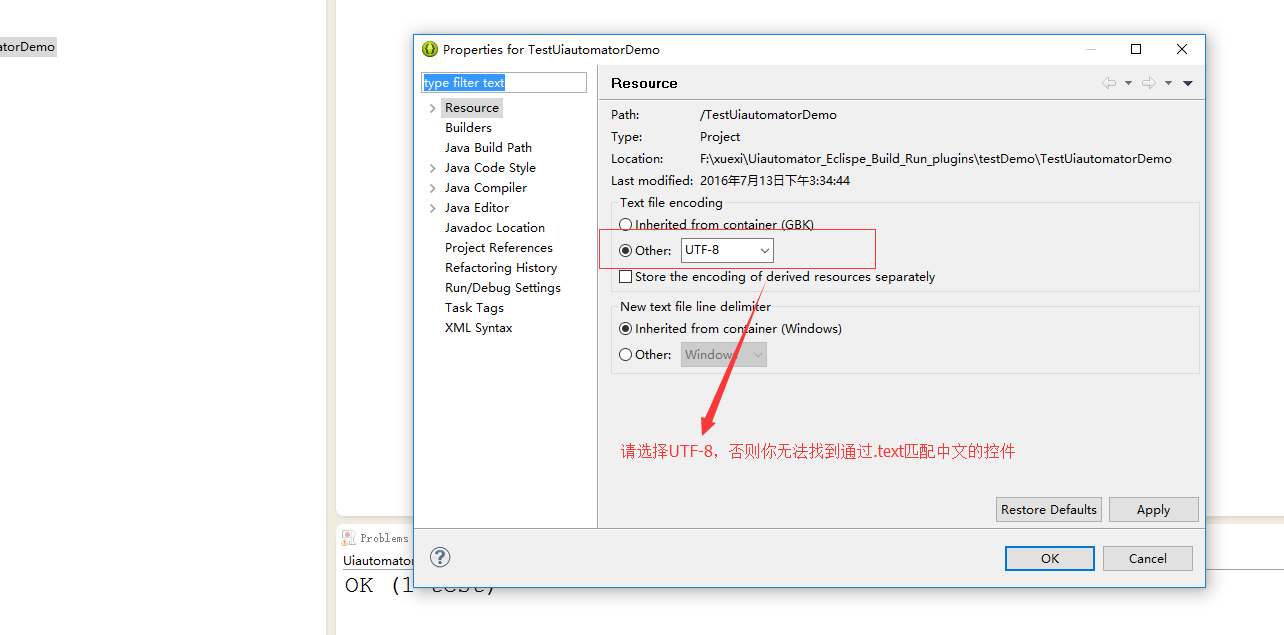 atorDemo
Properties for TestUiautomatorDemo
type filter text
Resource
Builders
Java Build Path
Java Code Style
Java Compiler
Java Editor
Javadoc Location
Project References
Refactoring History
Run/Debug Settings
Task Tags
XML Syntax
Resource
Path: /TestUiautomatorDemo
Type: Project
Location: F:\xuexi\Uiautomator_Eclispe_Build_Run_plugins\testDemo\TestUiautomatorDemo
Last modified: 2016年7月13日下午3:34:44
Text file encoding
Inherited from container (GBK)
Other: UTF-8
Store the encoding of derived resources separately
New text file line delimiter
Inherited from container (Windows)
Other: Windows
请选择UTF-8，否则你无法找到通过.text匹配中文的控件
Restore Defaults Apply
OK Cancel
Problems
Uiautomator
OK (1 test)